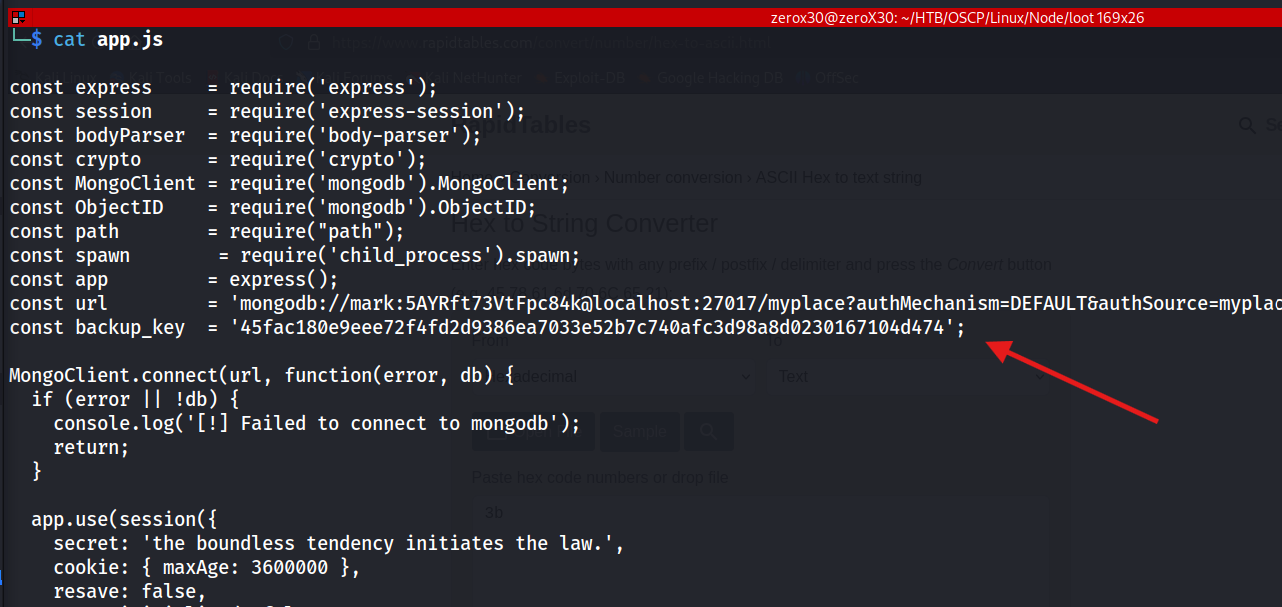 zerox30@zeroX30: ~/HTB/OSCP/Linux/Node/loot 169x26
└─$ cat app.js
https://www.rapidtables.com/convert/number/hex-to-ascii.html
Kali Linux Kali Tools Kali Docs Kali Forums Kali NetHunter Exploit-DB Google Hacking DB OffSec
const express     = require('express');
const session     = require('express-session');
RapidTables
const bodyParser  = require('body-parser');
const crypto      = require('crypto');
const MongoClient = require('mongodb').MongoClient;
› Number conversion › ASCII Hex to text string
const ObjectID    = require('mongodb').ObjectID;
const path        = require("path");
Hex to String Converter
const spawn        = require('child_process').spawn;
Enter hex code bytes with any prefix / postfix / delimiter and press the Convert button
const app         = express();
const url         = 'mongodb://mark:5AYRft73VtFpc84k@localhost:27017/myplace?authMechanism=DEFAULT&authSource=myplac
const backup_key  = '45fac180e9eee72f4fd2d9386ea7033e52b7c740afc3d98a8d0230167104d474';
From To
MongoClient.connect(url, function(error, db) {
Text
  if (error || !db) {
    console.log('[!] Failed to connect to mongodb');
Sample
    return;
  }
Paste hex code numbers or drop file
3b
  app.use(session({
    secret: 'the boundless tendency initiates the law.',
    cookie: { maxAge: 3600000 },
    resave: false,